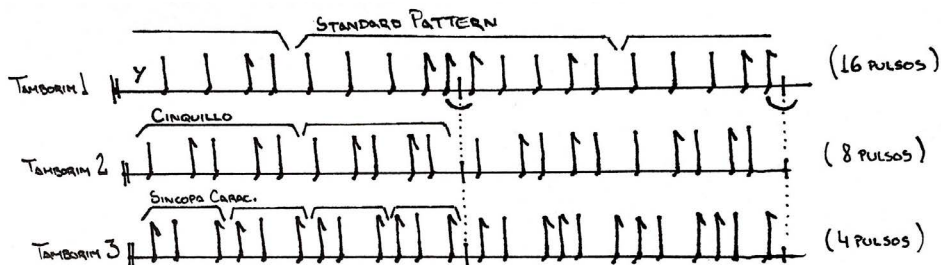 STANDARD PATTERN
TAMBORIM 1 (16 PULSOS)
CINQUILLO
TAMBORIM 2 (8 PULSOS)
SINCOPA CARAC.
TAMBORIM 3 (4 PULSOS)